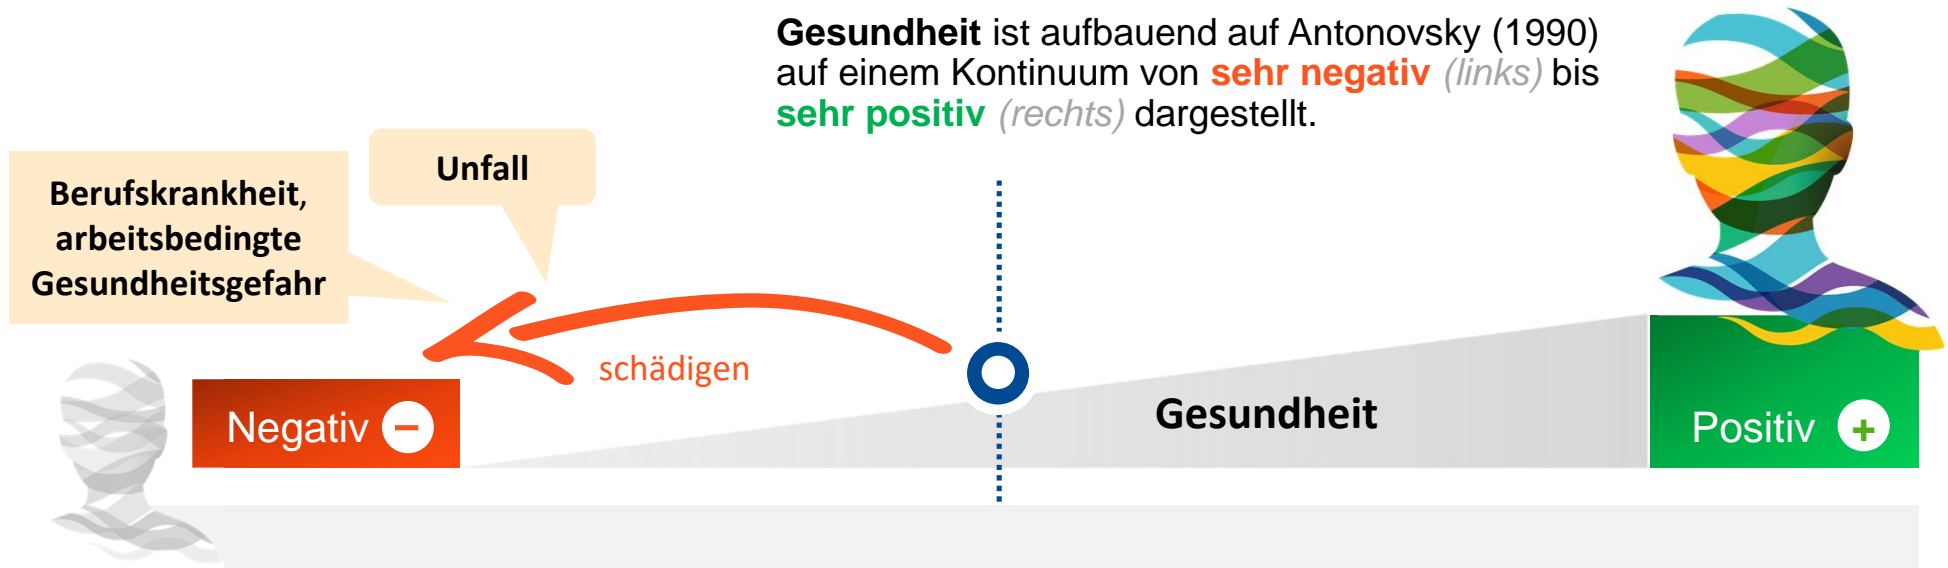 Gesundheit ist aufbauend auf Antonovsky (1990)
auf einem Kontinuum von sehr negativ (links) bis
sehr positiv (rechts) dargestellt.
Unfall
Berufskrankheit,
arbeitsbedingte
Gesundheitsgefahr
schädigen
Negativ −
Gesundheit
Positiv +